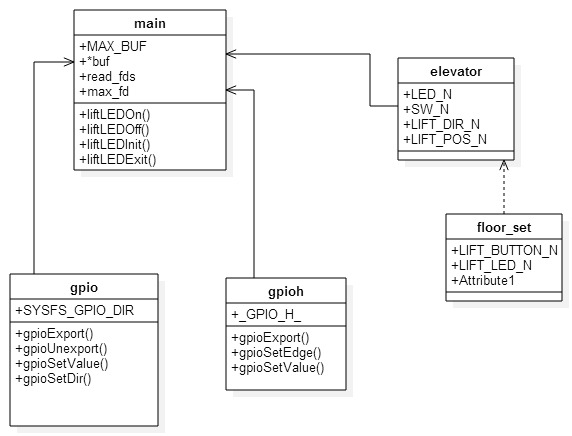 main
+MAX_BUF
+*buf
+read_fds
+max_fd
+liftLEDOn()
+liftLEDOff()
+liftLEDInit()
+liftLEDExit()
elevator
+LED_N
+SW_N
+LIFT_DIR_N
+LIFT_POS_N
floor_set
+LIFT_BUTTON_N
+LIFT_LED_N
+Attribute1
gpio
+SYSFS_GPIO_DIR
+gpioExport()
+gpioUnexport()
+gpioSetValue()
+gpioSetDir()
gpioh
+_GPIO_H_
+gpioExport()
+gpioSetEdge()
+gpioSetValue()